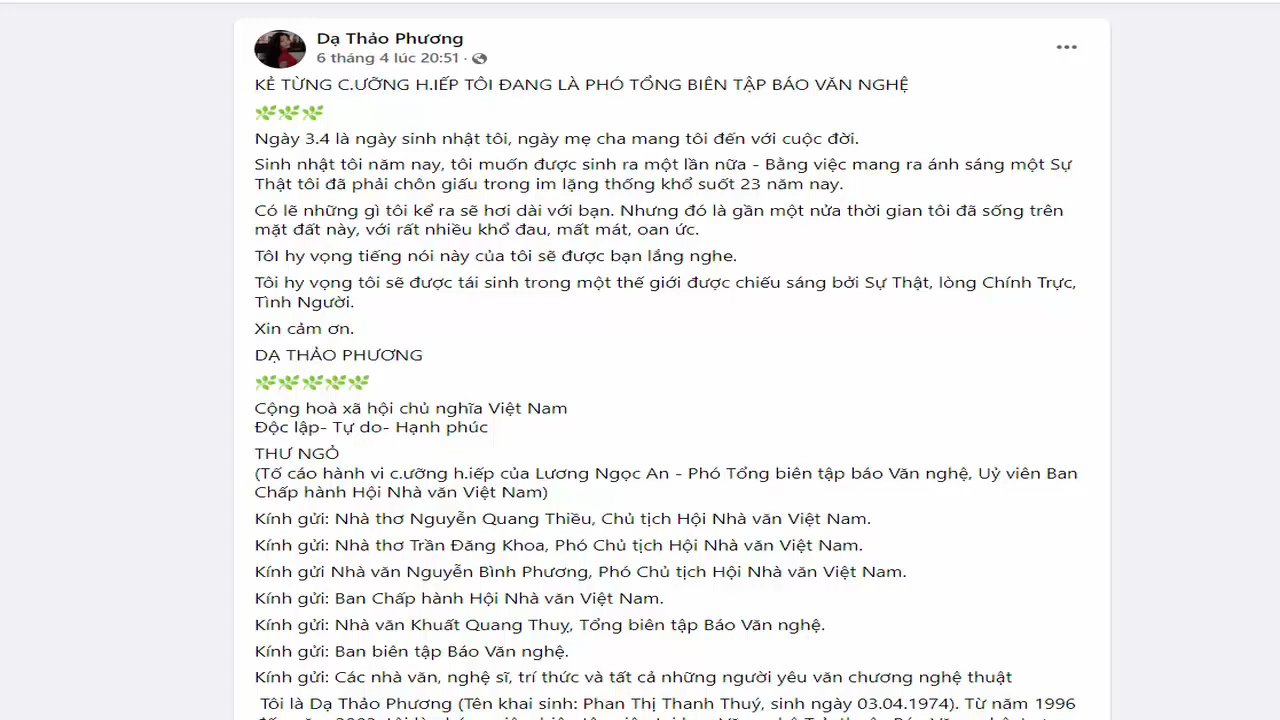 Dạ Thảo Phương
6 tháng 4 lúc 20:51 ·
KẺ TỪNG C.ƯỠNG H.IẾP TÔI ĐANG LÀ PHÓ TỔNG BIÊN TẬP BÁO VĂN NGHỆ
Ngày 3.4 là ngày sinh nhật tôi, ngày mẹ cha mang tôi đến với cuộc đời.
Sinh nhật tôi năm nay, tôi muốn được sinh ra một lần nữa - Bằng việc mang ra ánh sáng một Sự
Thật tôi đã phải chôn giấu trong im lặng thống khổ suốt 23 năm nay.
Có lẽ những gì tôi kể ra sẽ hơi dài với bạn. Nhưng đó là gần một nửa thời gian tôi đã sống trên
mặt đất này, với rất nhiều khổ đau, mất mát, oan ức.
TôI hy vọng tiếng nói này của tôi sẽ được bạn lắng nghe.
Tôi hy vọng tôi sẽ được tái sinh trong một thế giới được chiếu sáng bởi Sự Thật, lòng Chính Trực,
Tình Người.
Xin cảm ơn.
DẠ THẢO PHƯƠNG
Cộng hoà xã hội chủ nghĩa Việt Nam
Độc lập- Tự do- Hạnh phúc
THƯ NGỎ
(Tố cáo hành vi c.ưỡng h.iếp của Lương Ngọc An - Phó Tổng biên tập báo Văn nghệ, Uỷ viên Ban
Chấp hành Hội Nhà văn Việt Nam)
Kính gửi: Nhà thơ Nguyễn Quang Thiều, Chủ tịch Hội Nhà văn Việt Nam.
Kính gửi: Nhà thơ Trần Đăng Khoa, Phó Chủ tịch Hội Nhà văn Việt Nam.
Kính gửi Nhà văn Nguyễn Bình Phương, Phó Chủ tịch Hội Nhà văn Việt Nam.
Kính gửi: Ban Chấp hành Hội Nhà văn Việt Nam.
Kính gửi: Nhà văn Khuất Quang Thuỵ, Tổng biên tập Báo Văn nghệ.
Kính gửi: Ban biên tập Báo Văn nghệ.
Kính gửi: Các nhà văn, nghệ sĩ, trí thức và tất cả những người yêu văn chương nghệ thuật
Tôi là Dạ Thảo Phương (Tên khai sinh: Phan Thị Thanh Thuý, sinh ngày 03.04.1974). Từ năm 1996